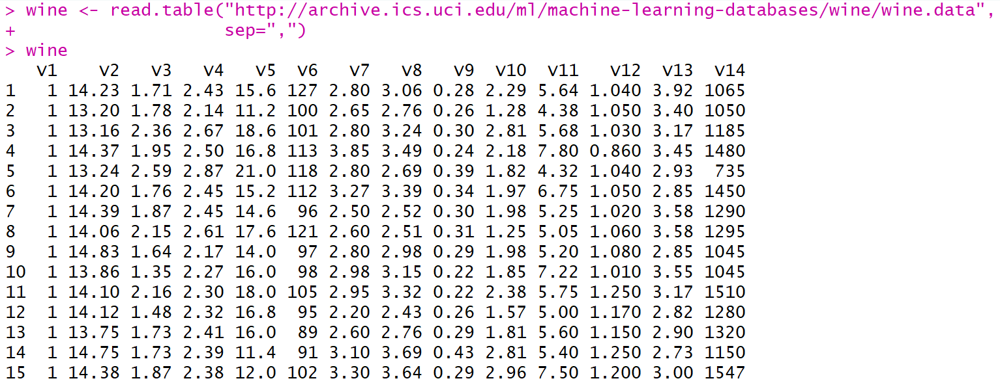 > wine <- read.table("http://archive.ics.uci.edu/ml/machine-learning-databases/wine/wine.data",
+                     sep=",")
> wine
   V1    V2   V3   V4   V5  V6   V7   V8   V9  V10  V11   V12  V13  V14
1   1 14.23 1.71 2.43 15.6 127 2.80 3.06 0.28 2.29 5.64 1.040 3.92 1065
2   1 13.20 1.78 2.14 11.2 100 2.65 2.76 0.26 1.28 4.38 1.050 3.40 1050
3   1 13.16 2.36 2.67 18.6 101 2.80 3.24 0.30 2.81 5.68 1.030 3.17 1185
4   1 14.37 1.95 2.50 16.8 113 3.85 3.49 0.24 2.18 7.80 0.860 3.45 1480
5   1 13.24 2.59 2.87 21.0 118 2.80 2.69 0.39 1.82 4.32 1.040 2.93  735
6   1 14.20 1.76 2.45 15.2 112 3.27 3.39 0.34 1.97 6.75 1.050 2.85 1450
7   1 14.39 1.87 2.45 14.6  96 2.50 2.52 0.30 1.98 5.25 1.020 3.58 1290
8   1 14.06 2.15 2.61 17.6 121 2.60 2.51 0.31 1.25 5.05 1.060 3.58 1295
9   1 14.83 1.64 2.17 14.0  97 2.80 2.98 0.29 1.98 5.20 1.080 2.85 1045
10  1 13.86 1.35 2.27 16.0  98 2.98 3.15 0.22 1.85 7.22 1.010 3.55 1045
11  1 14.10 2.16 2.30 18.0 105 2.95 3.32 0.22 2.38 5.75 1.250 3.17 1510
12  1 14.12 1.48 2.32 16.8  95 2.20 2.43 0.26 1.57 5.00 1.170 2.82 1280
13  1 13.75 1.73 2.41 16.0  89 2.60 2.76 0.29 1.81 5.60 1.150 2.90 1320
14  1 14.75 1.73 2.39 11.4  91 3.10 3.69 0.43 2.81 5.40 1.250 2.73 1150
15  1 14.38 1.87 2.38 12.0 102 3.30 3.64 0.29 2.96 7.50 1.200 3.00 1547